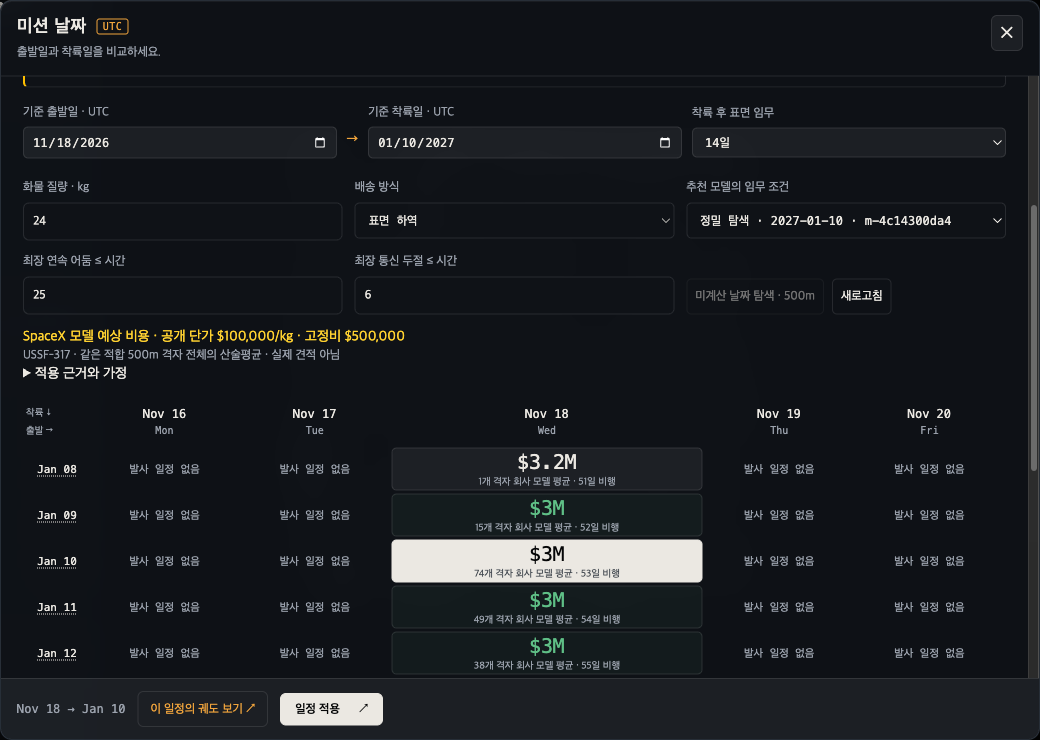 미션 날짜 UTC
출발일과 착륙일을 비교하세요.
기준 출발일 · UTC
기준 착륙일 · UTC
착륙 후 표면 임무
11/18/2026
→
01/10/2027
14일
화물 질량 · kg
배송 방식
추천 모델의 임무 조건
24
표면 하역
정밀 탐색 · 2027-01-10 · m-4c14300da4
최장 연속 어둠 ≤ 시간
최장 통신 두절 ≤ 시간
25
6
미계산 날짜 탐색 · 500m
새로고침
SpaceX 모델 예상 비용 · 공개 단가 $100,000/kg · 고정비 $500,000
USSF-317 · 같은 적합 500m 격자 전체의 산술평균 · 실제 견적 아님
▶ 적용 근거와 가정
착륙 ↓
출발 →
Nov 16
Mon
Nov 17
Tue
Nov 18
Wed
Nov 19
Thu
Nov 20
Fri
Jan 08
발사 일정 없음
발사 일정 없음
$3.2M
1개 격자 회사 모델 평균 · 51일 비행
발사 일정 없음
발사 일정 없음
Jan 09
발사 일정 없음
발사 일정 없음
$3M
15개 격자 회사 모델 평균 · 52일 비행
발사 일정 없음
발사 일정 없음
Jan 10
발사 일정 없음
발사 일정 없음
$3M
74개 격자 회사 모델 평균 · 53일 비행
발사 일정 없음
발사 일정 없음
Jan 11
발사 일정 없음
발사 일정 없음
$3M
49개 격자 회사 모델 평균 · 54일 비행
발사 일정 없음
발사 일정 없음
Jan 12
발사 일정 없음
발사 일정 없음
$3M
38개 격자 회사 모델 평균 · 55일 비행
발사 일정 없음
발사 일정 없음
Nov 18 → Jan 10
이 일정의 궤도 보기 ↗
일정 적용 ↗